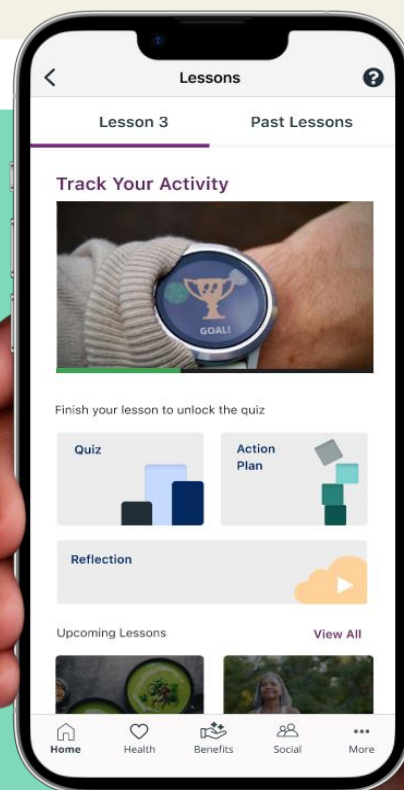 Lessons
Lesson 3
Past Lessons
Track Your Activity
GOAL!
Finish your lesson to unlock the quiz
Quiz
Action
Plan
Reflection
Upcoming Lessons
View All
Home
Health
Benefits
Social
More